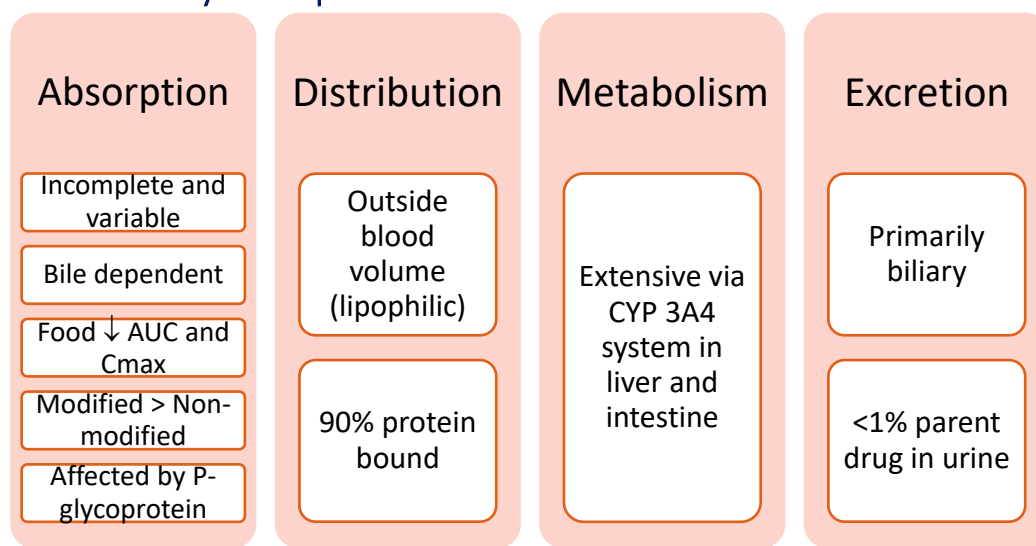 Absorption
Incomplete and
variable
Bile dependent
Food ↓ AUC and
Cmax
Modified > Non-
modified
Affected by P-
glycoprotein
Distribution
Outside
blood
volume
(lipophilic)
90% protein
bound
Metabolism
Extensive via
CYP 3A4
system in
liver and
intestine
Excretion
Primarily
biliary
<1% parent
drug in urine